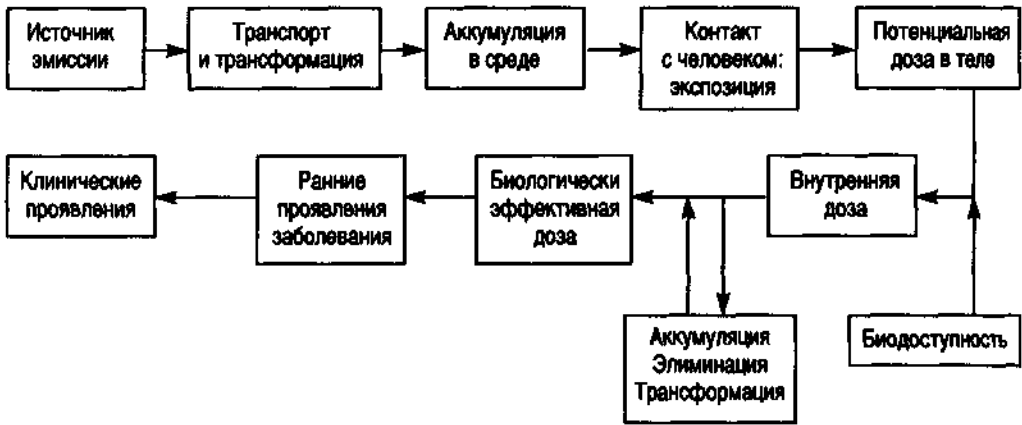 Источник
эмиссии
Транспорт
и трансформация
Аккумуляция
в среде
Контакт
с человеком:
экспозиция
Потенциальная
доза в теле
Клинические
проявления
Ранние
проявления
заболевания
Биологически
эффективная
доза
Внутренняя
доза
Аккумуляция
Элиминация
Трансформация
Биодоступность